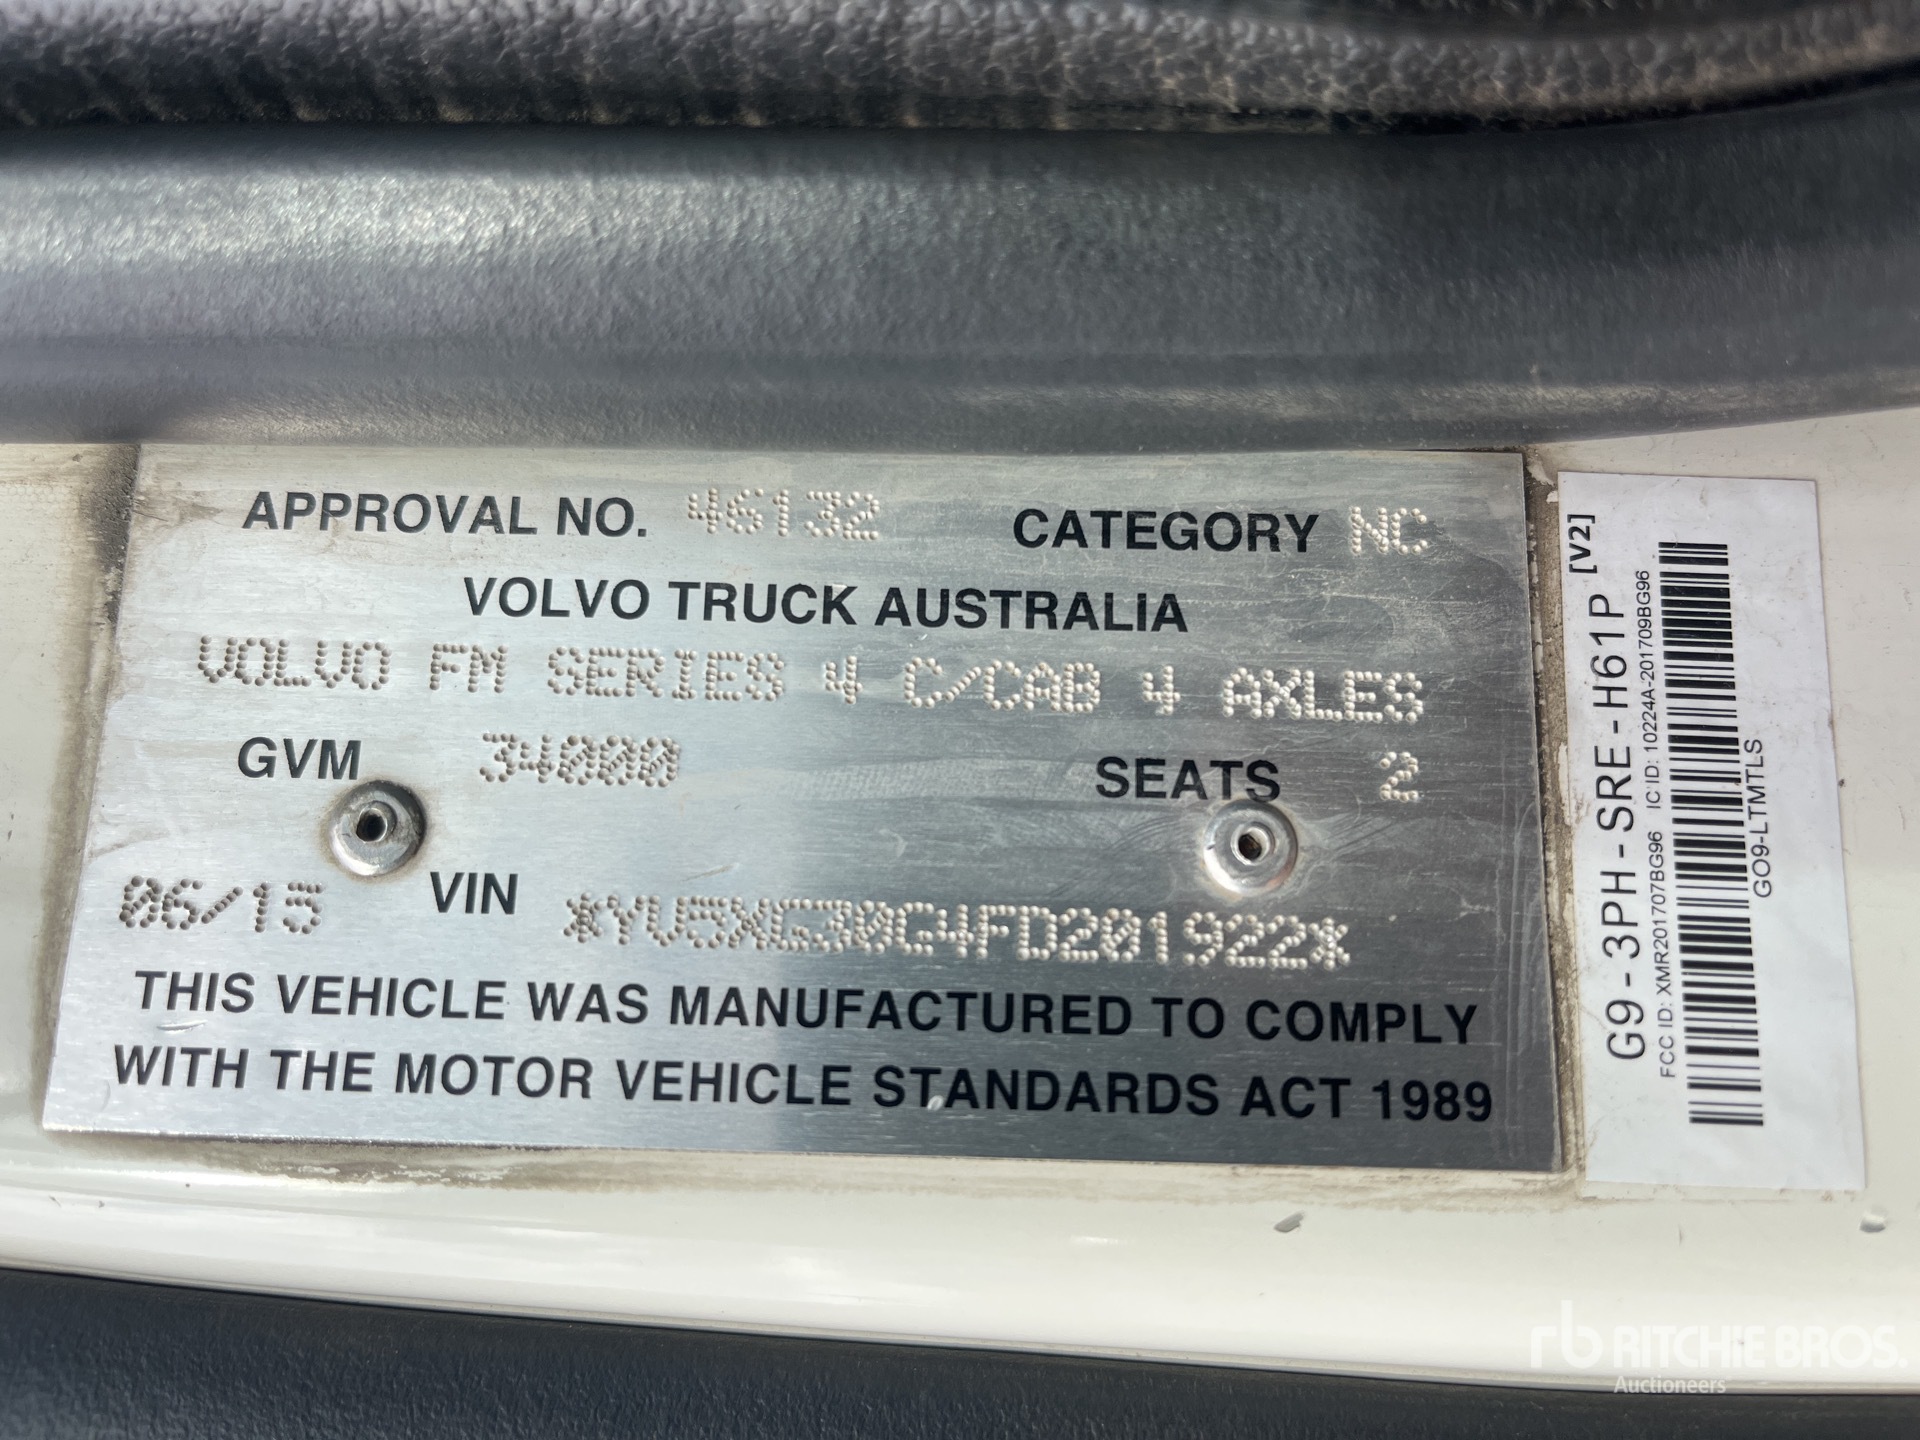 APPROVAL NO. 46132 CATEGORY NC
VOLVO TRUCK AUSTRALIA
VOLVO FM SERIES 4 C/CAB 4 AXLES
GVM 34000 SEATS 2
06/15 VIN *YV5XG30C4FD201922*
THIS VEHICLE WAS MANUFACTURED TO COMPLY
WITH THE MOTOR VEHICLE STANDARDS ACT 1989
G9-3PH-SRE-H61P [V2]
FCC ID: XMR201707BG96 IC ID: 10224A-201709BG96
GO9-LTMTLS
rb RITCHIE BROS.
Auctioneers